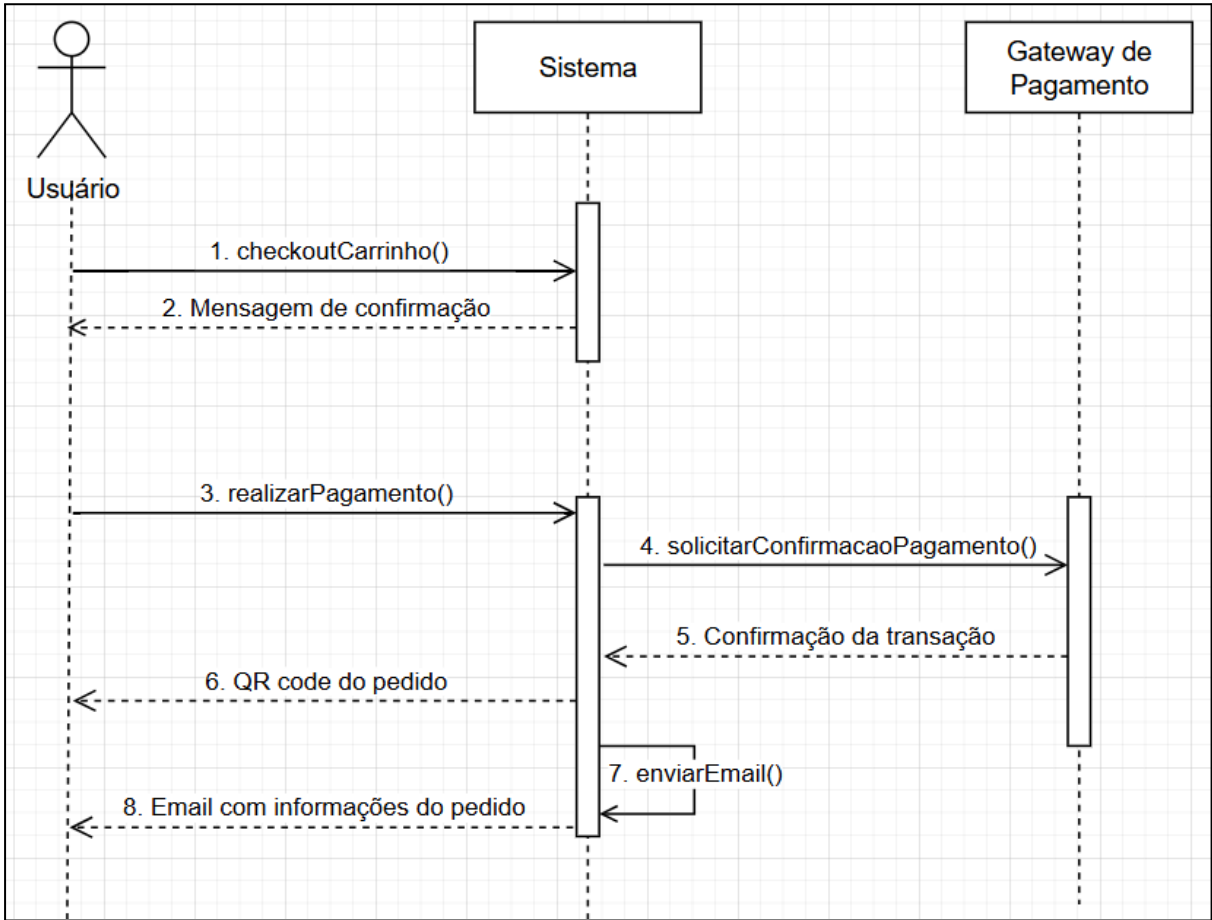 Sistema
Gateway de
Pagamento
Usuário
1. checkoutCarrinho()
2. Mensagem de confirmação
3. realizarPagamento()
4. solicitarConfirmacaoPagamento()
5. Confirmação da transação
6. QR code do pedido
7. enviarEmail()
8. Email com informações do pedido